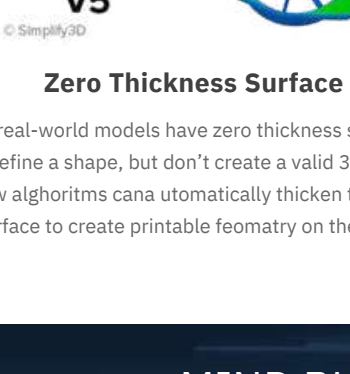 V5
© Simplify3D
Zero Thickness Surface
real-world models have zero thickness
efine a shape, but don't create a valid 3
alghoritms cana utomatically thicken
rface to create printable feomatry on the